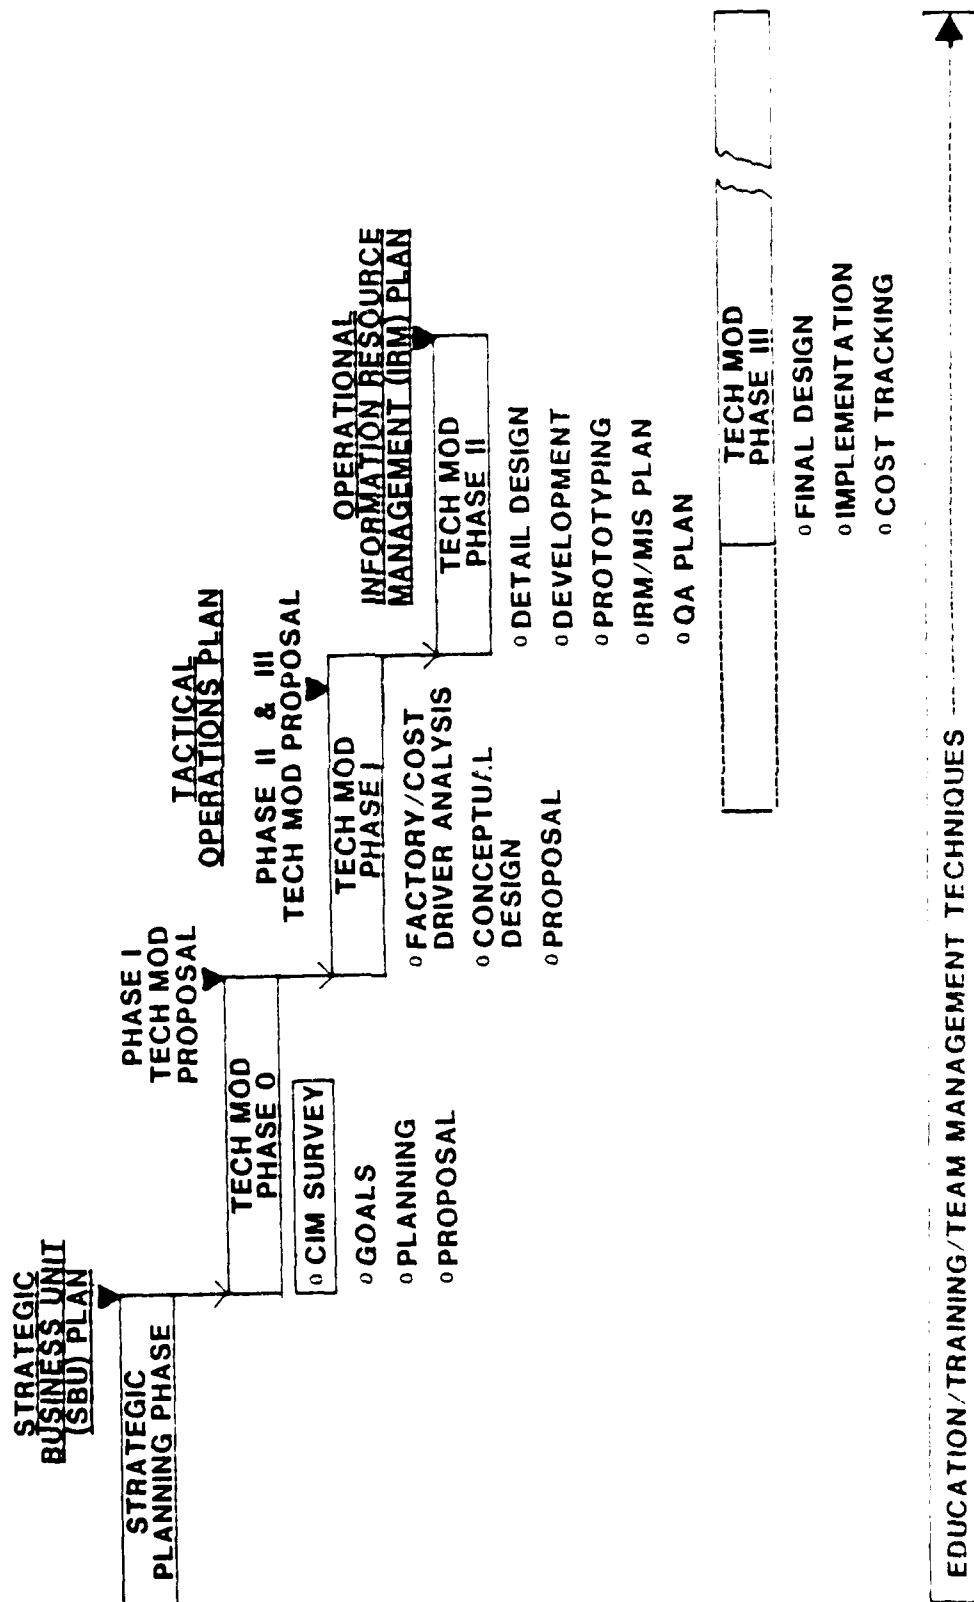 STRATEGIC
BUSINESS UNIT
(SBU) PLAN
STRATEGIC
PLANNING PHASE
PHASE I
TECH MOD
PROPOSAL
TECH MOD
PHASE 0
o CIM SURVEY
o GOALS
o PLANNING
o PROPOSAL
TACTICAL
OPERATIONS PLAN
PHASE II & III
TECH MOD PROPOSAL
TECH MOD
PHASE I
o FACTORY/COST
DRIVER ANALYSIS
o CONCEPTUAL
DESIGN
o PROPOSAL
OPERATIONAL
INFORMATION RESOURCE
MANAGEMENT (IRM) PLAN
TECH MOD
PHASE II
o DETAIL DESIGN
o DEVELOPMENT
o PROTOTYPING
o IRM/MIS PLAN
o QA PLAN
TECH MOD
PHASE III
o FINAL DESIGN
o IMPLEMENTATION
o COST TRACKING
EDUCATION/TRAINING/TEAM MANAGEMENT TECHNIQUES